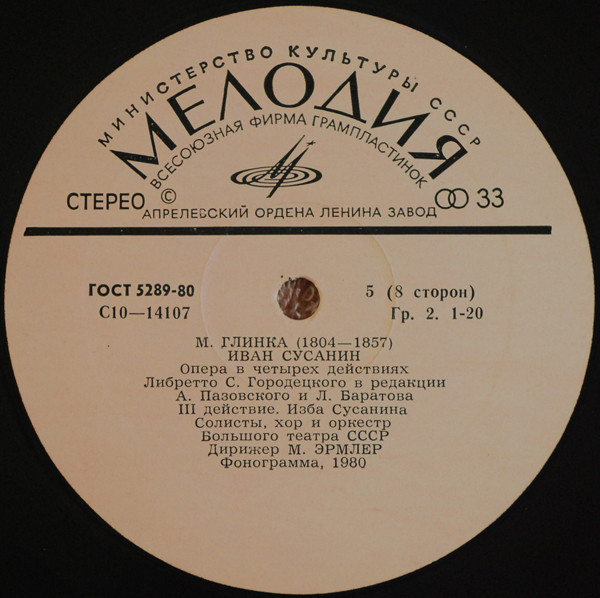 МИНИСТЕРСТВО КУЛЬТУРЫ СССР
МЕЛОДИЯ
ВСЕСОЮЗНАЯ ФИРМА ГРАМПЛАСТИНОК
СТЕРЕО ©
АПРЕЛЕВСКИЙ ОРДЕНА ЛЕНИНА ЗАВОД
33
ГОСТ 5289-80
С10—14107
5 (8 сторон)
Гр. 2. 1-20
М. ГЛИНКА (1804—1857)
ИВАН СУСАНИН
Опера в четырех действиях
Либретто С. Городецкого в редакции
А. Пазовского и Л. Баратова
III действие. Изба Сусанина
Солисты, хор и оркестр
Большого театра СССР
Дирижер М. ЭРМЛЕР
Фонограмма, 1980